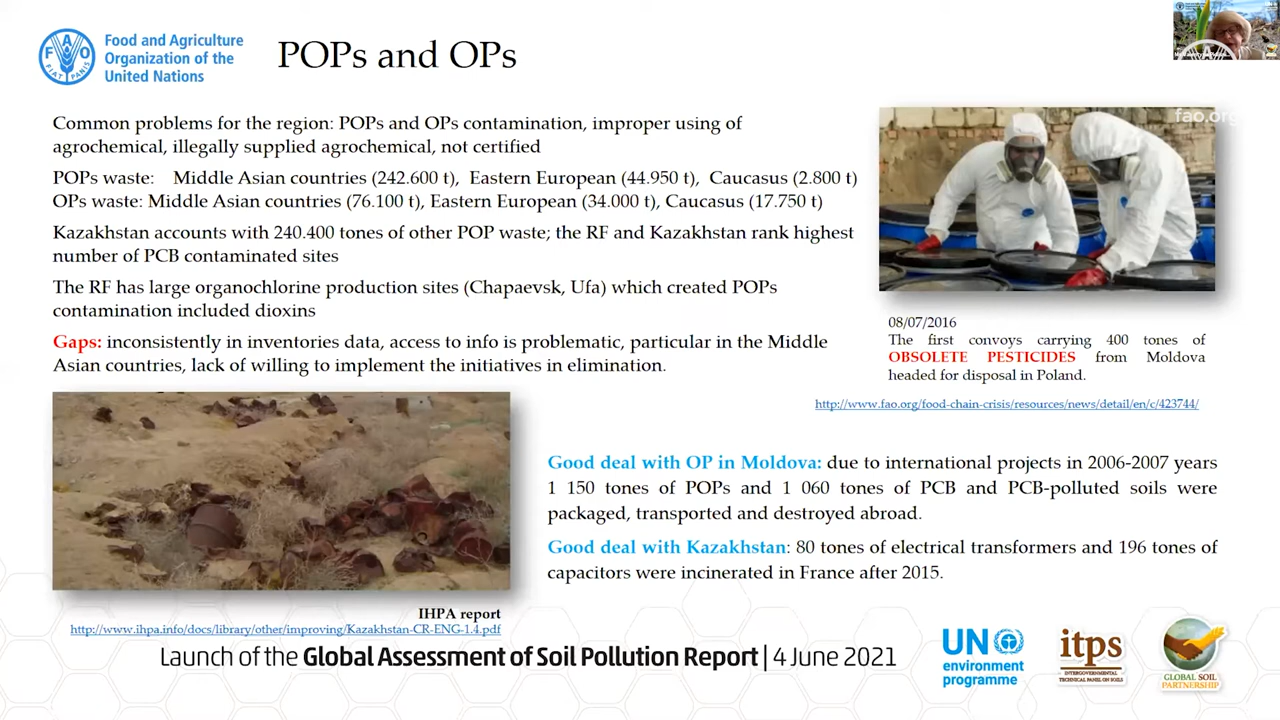 Food and Agriculture
Organization of the
United Nations
POPs and OPs
Common problems for the region: POPs and OPs contamination, improper using of
agrochemical, illegally supplied agrochemical, not certified
POPs waste: Middle Asian countries (242.600 t), Eastern European (44.950 t), Caucasus (2.800 t)
OPs waste: Middle Asian countries (76.100 t), Eastern European (34.000 t), Caucasus (17.750 t)
Kazakhstan accounts with 240.400 tones of other POP waste; the RF and Kazakhstan rank highest
number of PCB contaminated sites
The RF has large organochlorine production sites (Chapaevsk, Ufa) which created POPs
contamination included dioxins
Gaps: inconsistently in inventories data, access to info is problematic, particular in the Middle
Asian countries, lack of willing to implement the initiatives in elimination.
fao.org
08/07/2016
The first convoys carrying 400 tones of
OBSOLETE PESTICIDES from Moldova
headed for disposal in Poland.
http://www.fao.org/food-chain-crisis/resources/news/detail/en/c/423744/
Good deal with OP in Moldova: due to international projects in 2006-2007 years
1 150 tones of POPs and 1 060 tones of PCB and PCB-polluted soils were
packaged, transported and destroyed abroad.
Good deal with Kazakhstan: 80 tones of electrical transformers and 196 tones of
capacitors were incinerated in France after 2015.
IHPA report
http://www.ihpa.info/docs/library/other/improving/Kazakhstan-CR-ENG-1.4.pdf
Launch of the Global Assessment of Soil Pollution Report | 4 June 2021
UN
environment
programme
itps
INTERGOVERNMENTAL
TECHNICAL PANEL ON SOILS
GLOBAL SOIL
PARTNERSHIP